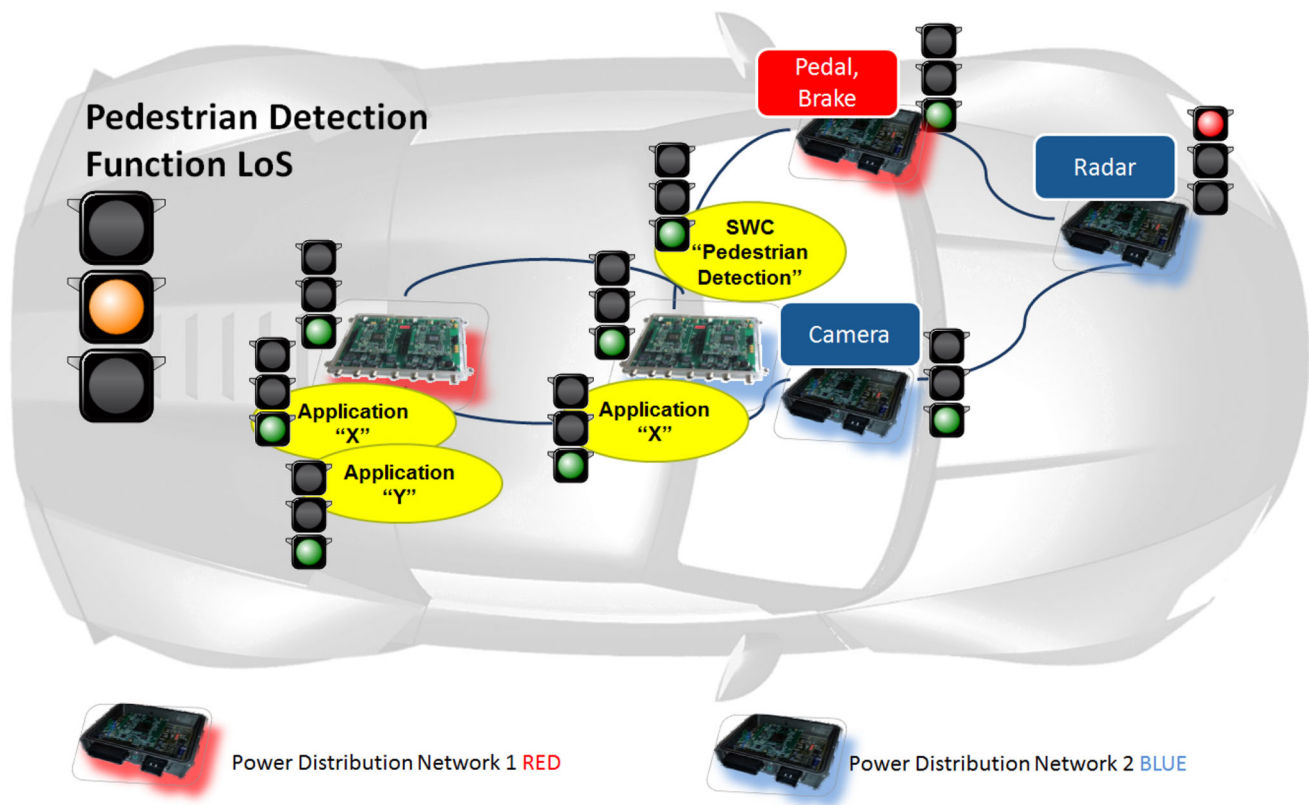 Pedestrian Detection
Function LoS
Pedal,
Brake
Radar
SWC
“Pedestrian
Detection”
Camera
Application
“X”
Application
“X”
Application
“Y”
Power Distribution Network 1 RED
Power Distribution Network 2 BLUE